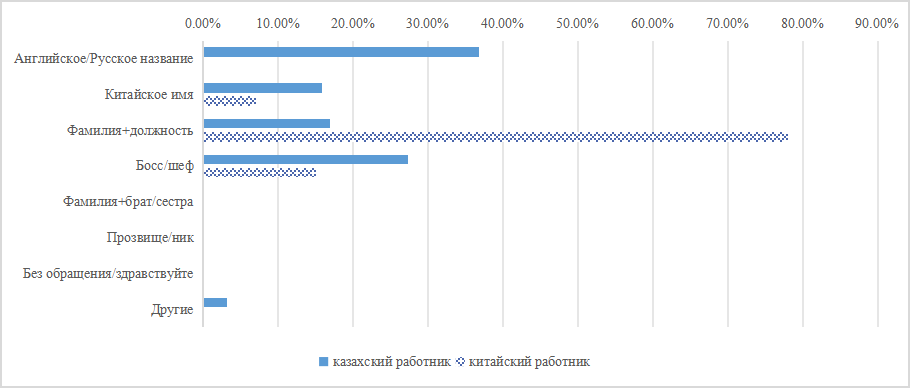 0.00% 10.00% 20.00% 30.00% 40.00% 50.00% 60.00% 70.00% 80.00% 90.00%
Английское/Русское название
Китайское имя
Фамилия+должность
Босс/шеф
Фамилия+брат/сестра
Прозвище/ник
Без обращения/здравствуйте
Другие
казахский работник китайский работник